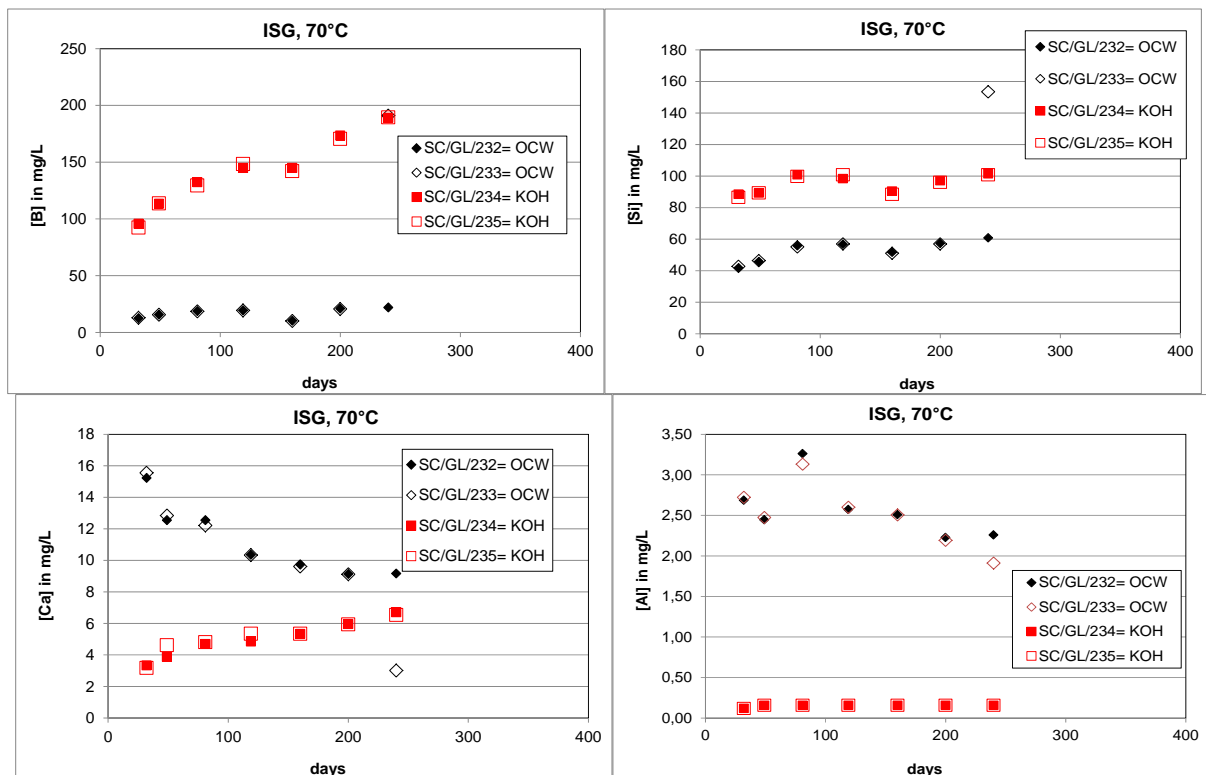 ISG, 70°C
250
200
150
100
50
0
[B] in mg/L
0 100 200 300 400
days
SC/GL/232= OCW
SC/GL/233= OCW
SC/GL/234= KOH
SC/GL/235= KOH
ISG, 70°C
180
160
140
120
100
80
60
40
20
0
[Si] in mg/L
0 100 200 300 400
days
SC/GL/232= OCW
SC/GL/233= OCW
SC/GL/234= KOH
SC/GL/235= KOH
ISG, 70°C
18
16
14
12
10
8
6
4
2
0
[Ca] in mg/L
0 100 200 300 400
days
SC/GL/232= OCW
SC/GL/233= OCW
SC/GL/234= KOH
SC/GL/235= KOH
ISG, 70°C
3,50
3,00
2,50
2,00
1,50
1,00
0,50
0,00
[Al] in mg/L
0 100 200 300 400
days
SC/GL/232= OCW
SC/GL/233= OCW
SC/GL/234= KOH
SC/GL/235= KOH